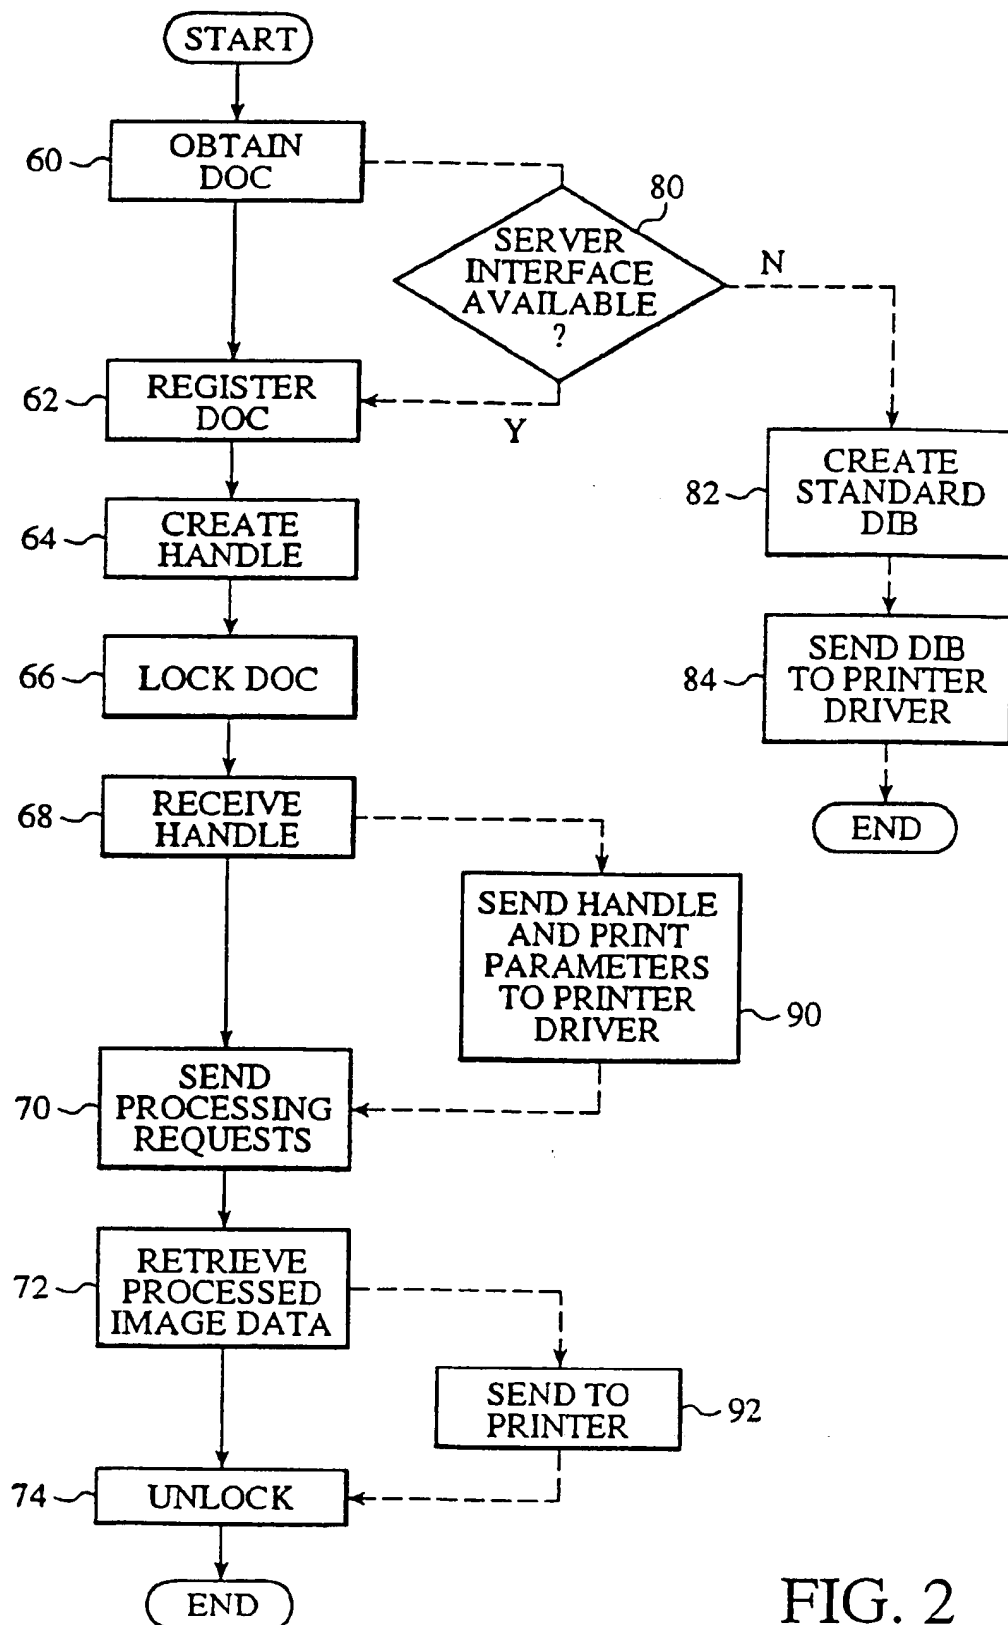 START
60
OBTAIN
DOC
80
SERVER
INTERFACE
AVAILABLE
?
N
Y
62
REGISTER
DOC
64
CREATE
HANDLE
82
CREATE
STANDARD
DIB
66
LOCK DOC
84
SEND DIB
TO PRINTER
DRIVER
68
RECEIVE
HANDLE
END
SEND HANDLE
AND PRINT
PARAMETERS
TO PRINTER
DRIVER
90
70
SEND
PROCESSING
REQUESTS
72
RETRIEVE
PROCESSED
IMAGE DATA
SEND TO
PRINTER
92
74
UNLOCK
END
FIG. 2